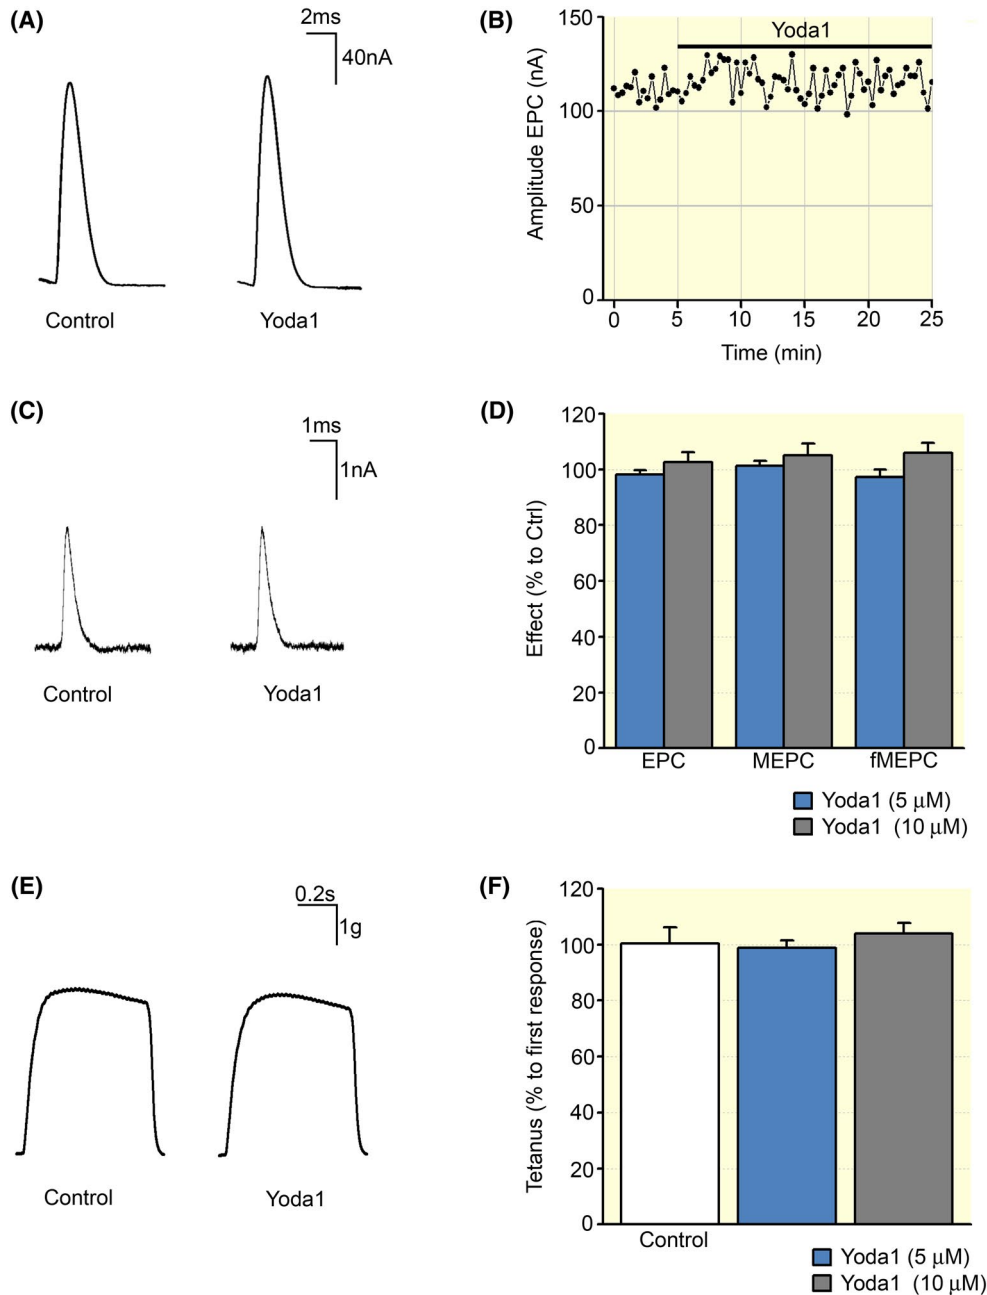 (A)
2ms
40nA
Control
Yoda1
(B)
Yoda1
Amplitude EPC (nA)
150
100
50
0
0 5 10 15 20 25
Time (min)
(C)
1ms
1nA
Control
Yoda1
(D)
Effect (% to Ctrl)
120
100
80
60
40
20
0
EPC MEPC fMEPC
Yoda1 (5 μM)
Yoda1 (10 μM)
(E)
0.2s
1g
Control
Yoda1
(F)
Tetanus (% to first response)
120
100
80
60
40
20
0
Control
Yoda1 (5 μM)
Yoda1 (10 μM)